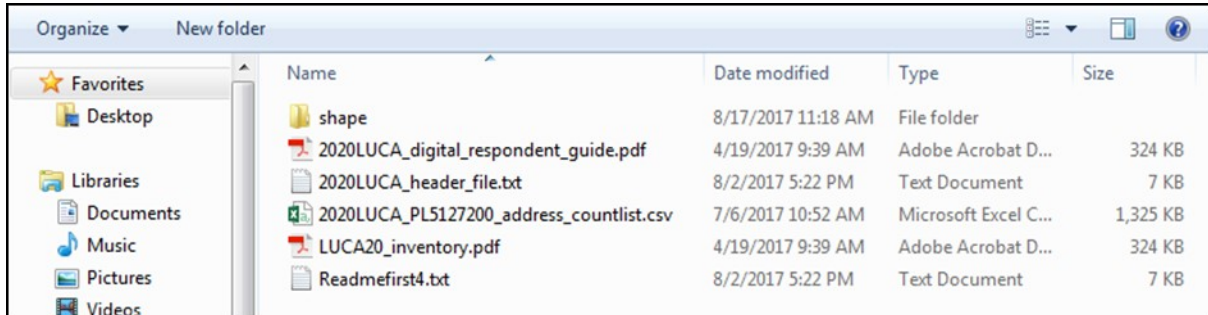 Organize New folder
Favorites
Desktop
Libraries
Documents
Music
Pictures
Videos
Name Date modified Type Size
shape 8/17/2017 11:18 AM File folder
2020LUCA_digital_respondent_guide.pdf 4/19/2017 9:39 AM Adobe Acrobat D... 324 KB
2020LUCA_header_file.txt 8/2/2017 5:22 PM Text Document 7 KB
2020LUCA_PL5127200_address_countlist.csv 7/6/2017 10:52 AM Microsoft Excel C... 1,325 KB
LUCA20_inventory.pdf 4/19/2017 9:39 AM Adobe Acrobat D... 324 KB
Readmefirst4.txt 8/2/2017 5:22 PM Text Document 7 KB